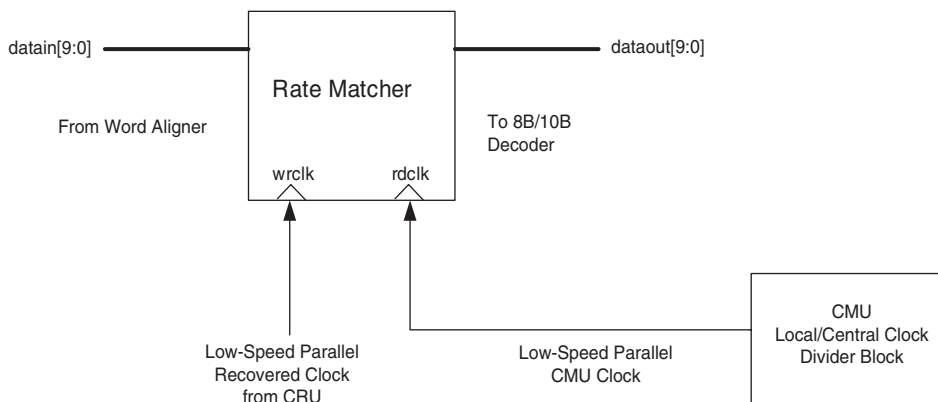 datain[9:0]
dataout[9:0]
Rate Matcher
From Word Aligner
To 8B/10B
Decoder
wrclk
rdclk
CMU
Local/Central Clock
Divider Block
Low-Speed Parallel
Recovered Clock
from CRU
Low-Speed Parallel
CMU Clock